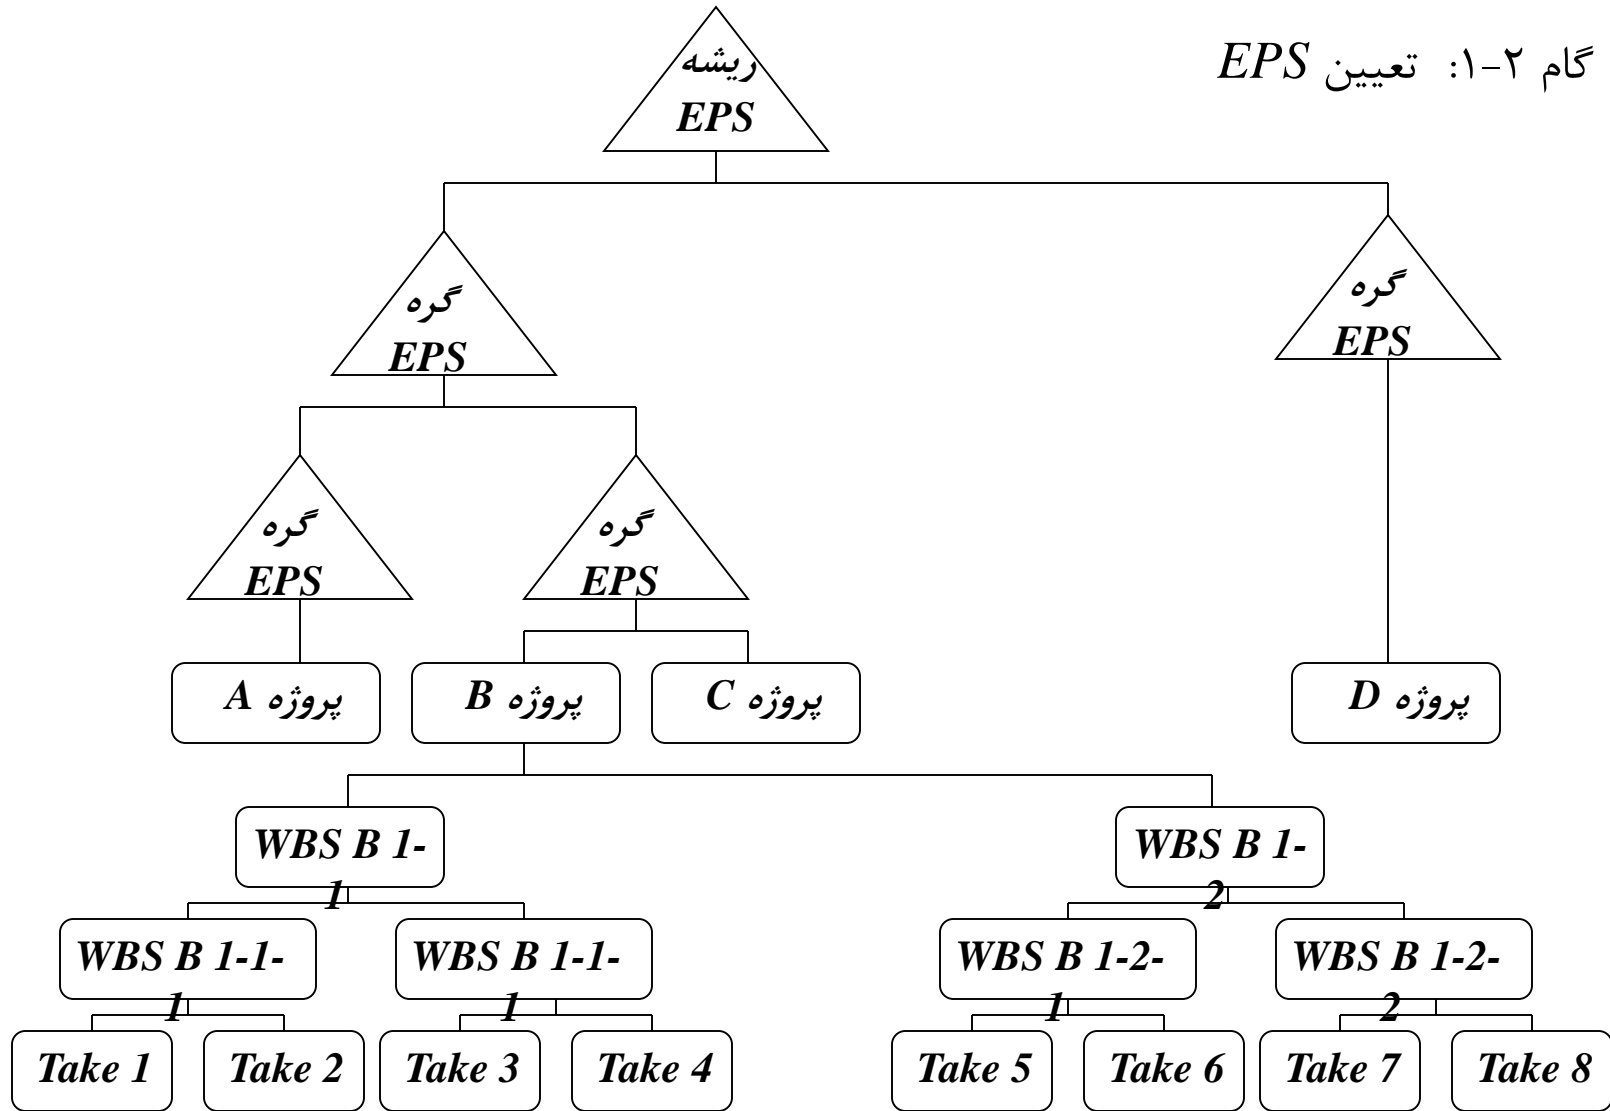 گام ۲-۱: تعیین EPS
ریشه
EPS
گره
EPS
گره
EPS
گره
EPS
گره
EPS
پروژه A
پروژه B
پروژه C
پروژه D
WBS B 1-
1
WBS B 1-
2
WBS B 1-1-
1
WBS B 1-1-
1
WBS B 1-2-
1
WBS B 1-2-
2
Take 1
Take 2
Take 3
Take 4
Take 5
Take 6
Take 7
Take 8